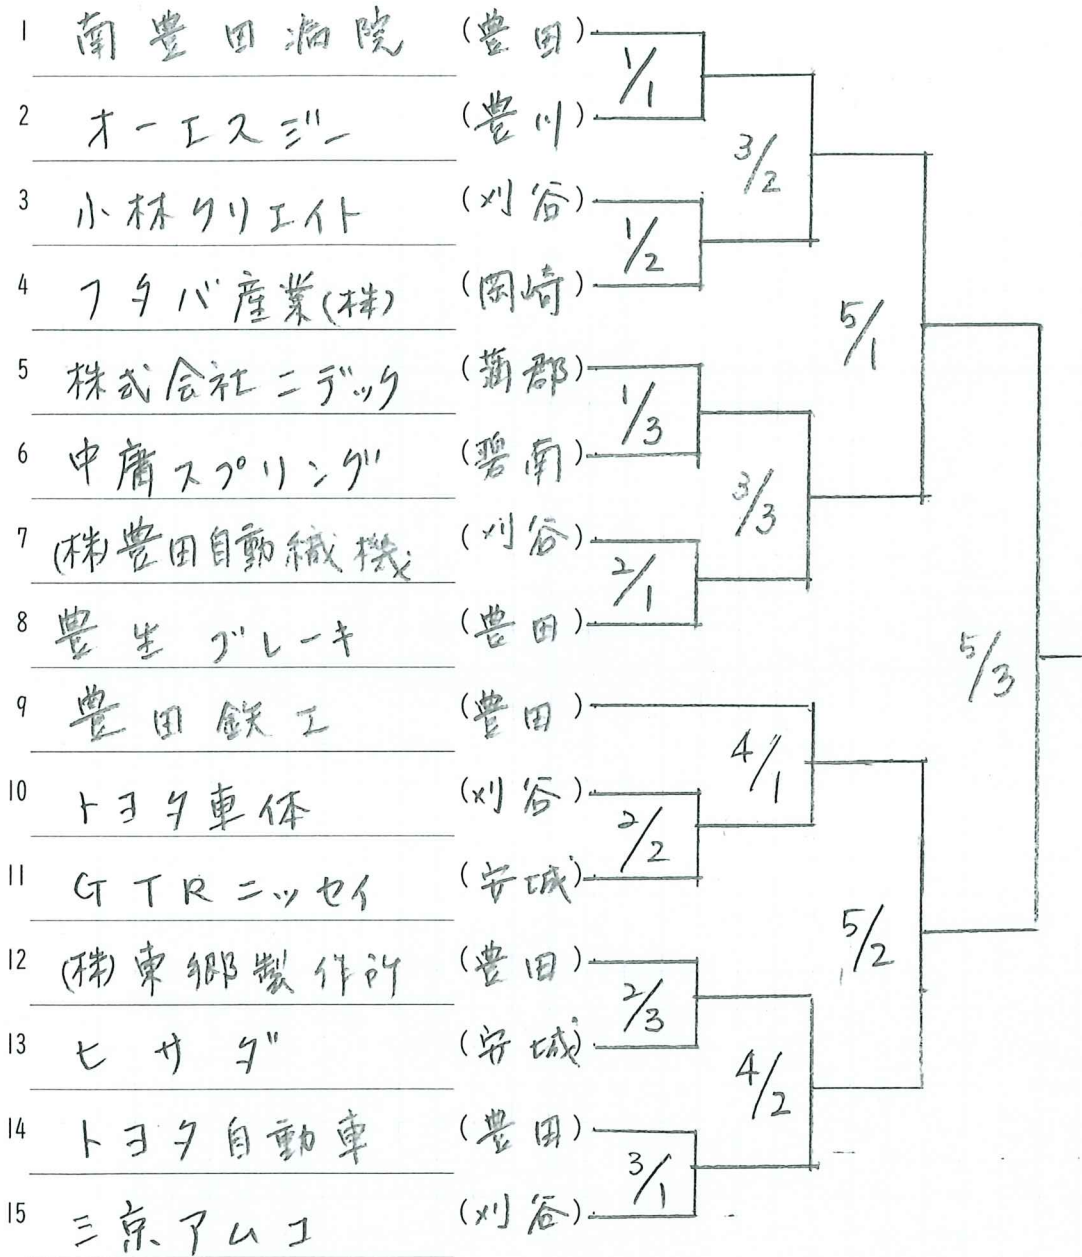 1 南豊田病院 (豊田)
1/1
2 オーエスジー (豊川)
3/2
3 小林クリエイト (刈谷)
1/2
4 フタバ産業(株) (岡崎)
5/1
5 株式会社ニデック (蒲郡)
1/3
6 中庸スプリング (碧南)
3/3
7 (株)豊田自動織機 (刈谷)
2/1
8 豊生ブレーキ (豊田)
5/3
9 豊田鉄工 (豊田)
4/1
10 トヨタ車体 (刈谷)
2/2
11 GTRニッセイ (安城)
5/2
12 (株)東郷製作所 (豊田)
2/3
13 ヒサダ (安城)
4/2
14 トヨタ自動車 (豊田)
3/1
15 三京アムコ (刈谷)